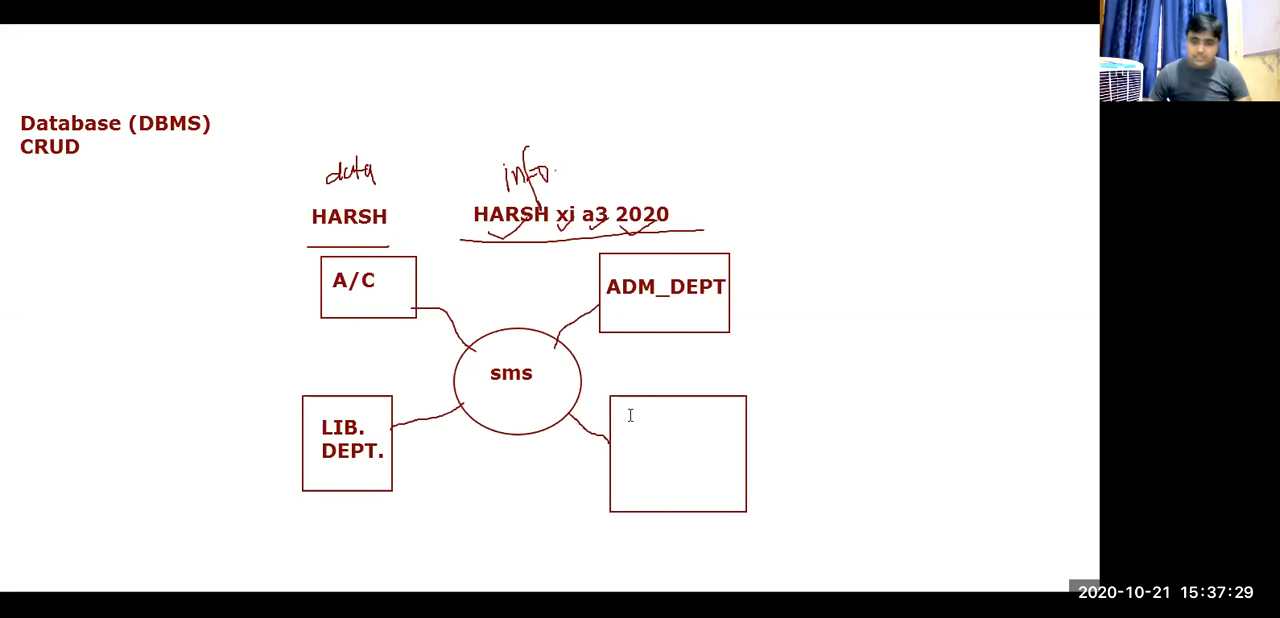 Database (DBMS)
CRUD
data
info.
HARSH
HARSH xi a3 2020
A/C
ADM_DEPT
sms
LIB.
DEPT.
2020-10-21 15:37:29